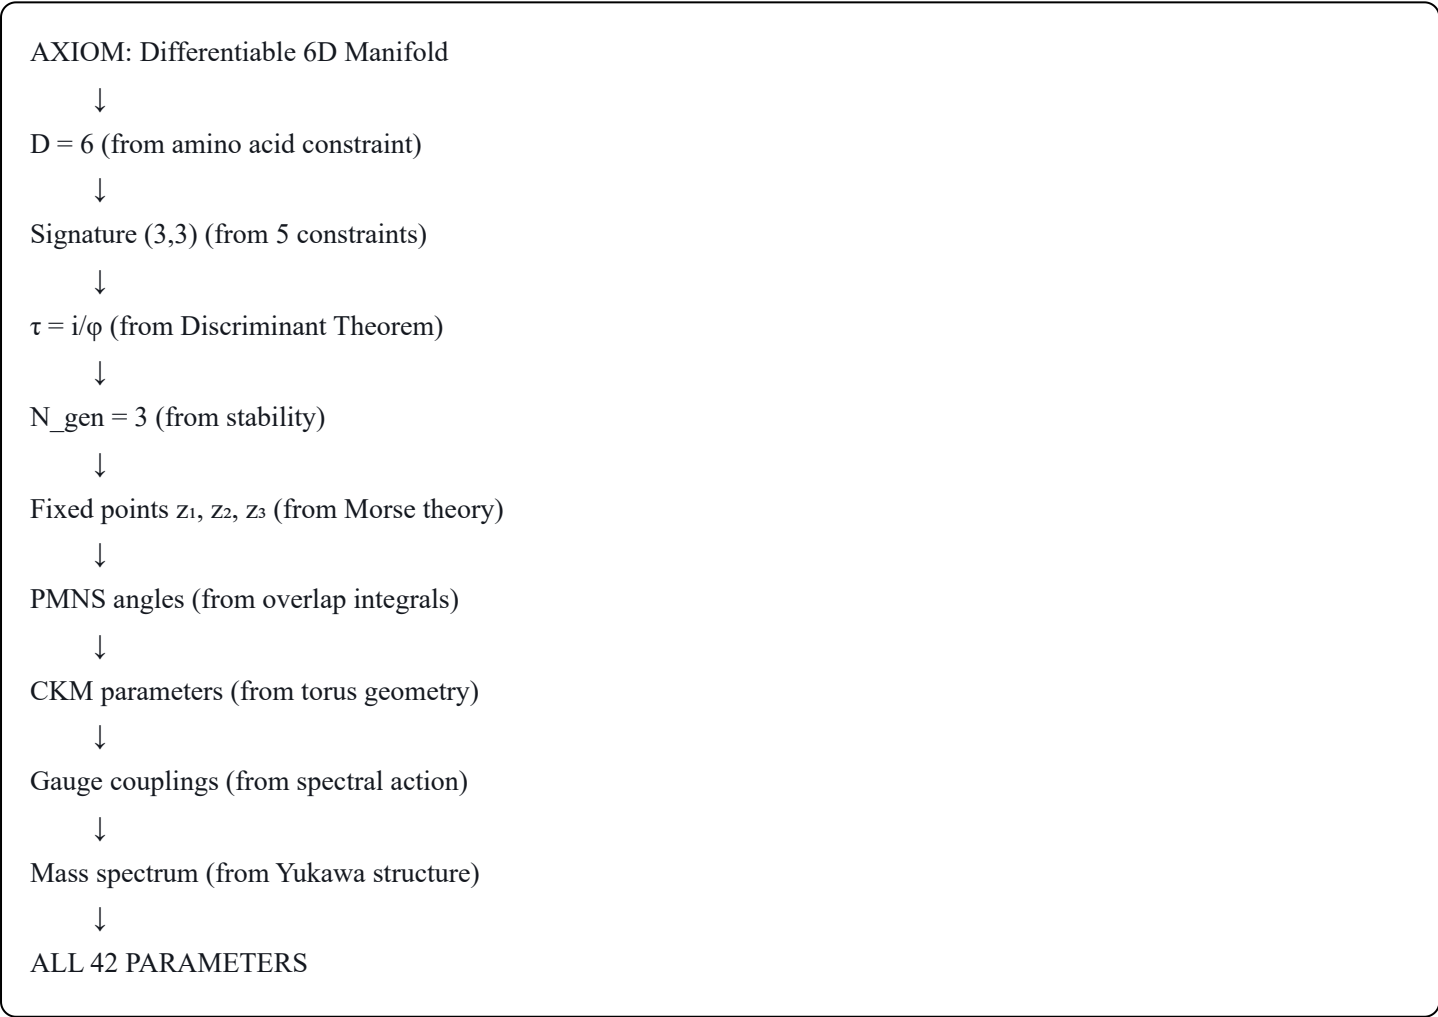 AXIOM: Differentiable 6D Manifold
↓
D = 6 (from amino acid constraint)
↓
Signature (3,3) (from 5 constraints)
↓
τ = i/φ (from Discriminant Theorem)
↓
N_gen = 3 (from stability)
↓
Fixed points z₁, z₂, z₃ (from Morse theory)
↓
PMNS angles (from overlap integrals)
↓
CKM parameters (from torus geometry)
↓
Gauge couplings (from spectral action)
↓
Mass spectrum (from Yukawa structure)
↓
ALL 42 PARAMETERS